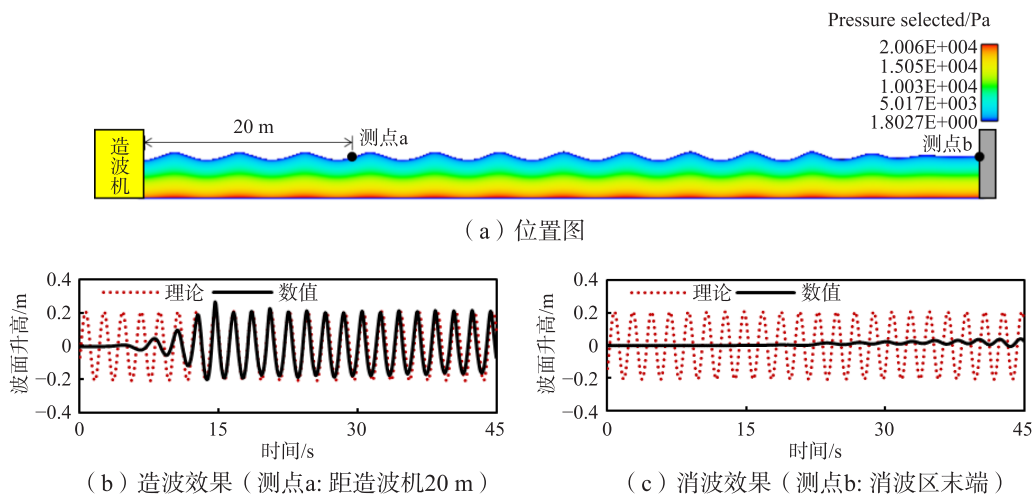 Pressure selected/Pa
2.006E+004
1.505E+004
1.003E+004
5.017E+003
1.8027E+000
造波机
20 m
测点a
测点b
（a）位置图
0.4
0.2
0
−0.2
−0.4
波面升高/m
理论
数值
0
15
30
45
时间/s
（b）造波效果（测点a: 距造波机20 m）
0.4
0.2
0
−0.2
−0.4
波面升高/m
理论
数值
0
15
30
45
时间/s
（c）消波效果（测点b: 消波区末端）